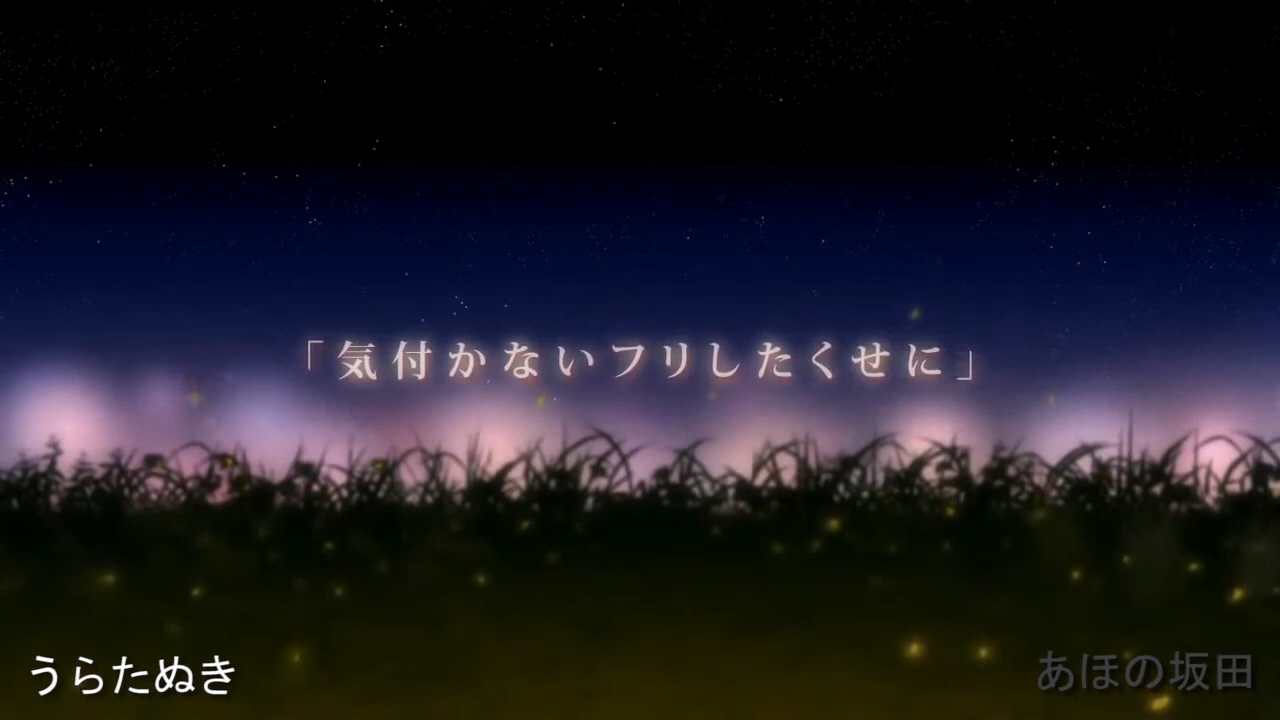 「気付かないフリしたくせに」
うらたぬき
あほの坂田